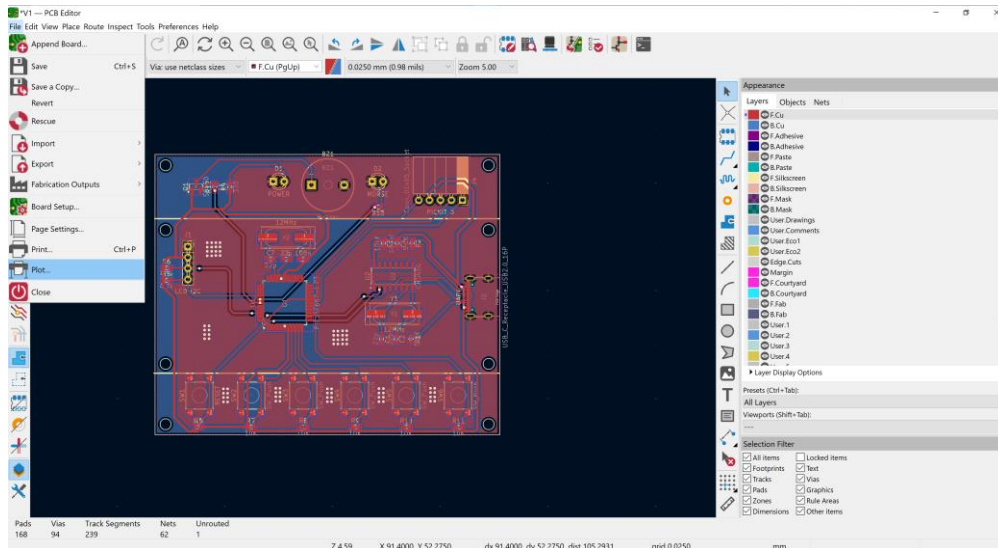 *V1 — PCB Editor
File Edit View Place Route Inspect Tools Preferences Help
Append Board...
Save Ctrl+S
Save a Copy...
Revert
Rescue
Import
Export
Fabrication Outputs
Board Setup...
Page Settings...
Print... Ctrl+P
Plot...
Close
Via: use netclass sizes
F.Cu (PgUp)
0.0250 mm (0.98 mils)
Zoom 5.00
BZ1
POWER
PICKIT 3
12MHz
USB_C_Receptacle_USB2.0_16P
12MHz
Appearance
Layers Objects Nets
F.Cu
B.Cu
F.Adhesive
B.Adhesive
F.Paste
B.Paste
F.Silkscreen
B.Silkscreen
F.Mask
B.Mask
User.Drawings
User.Comments
User.Eco1
User.Eco2
Edge.Cuts
Margin
F.Courtyard
B.Courtyard
F.Fab
B.Fab
User.1
User.2
User.3
User.4
Layer Display Options
Presets (Ctrl+Tab):
All Layers
Viewports (Shift+Tab):
---
Selection Filter
All items Locked items
Footprints Text
Tracks Vias
Pads Graphics
Zones Rule Areas
Dimensions Other items
Pads Vias Track Segments Nets Unrouted
168 94 239 62 1
Z 4.59 X 91.4000 Y 52.2750 dx 91.4000 dy 52.2750 dist 105.2931 grid 0.0250 mm